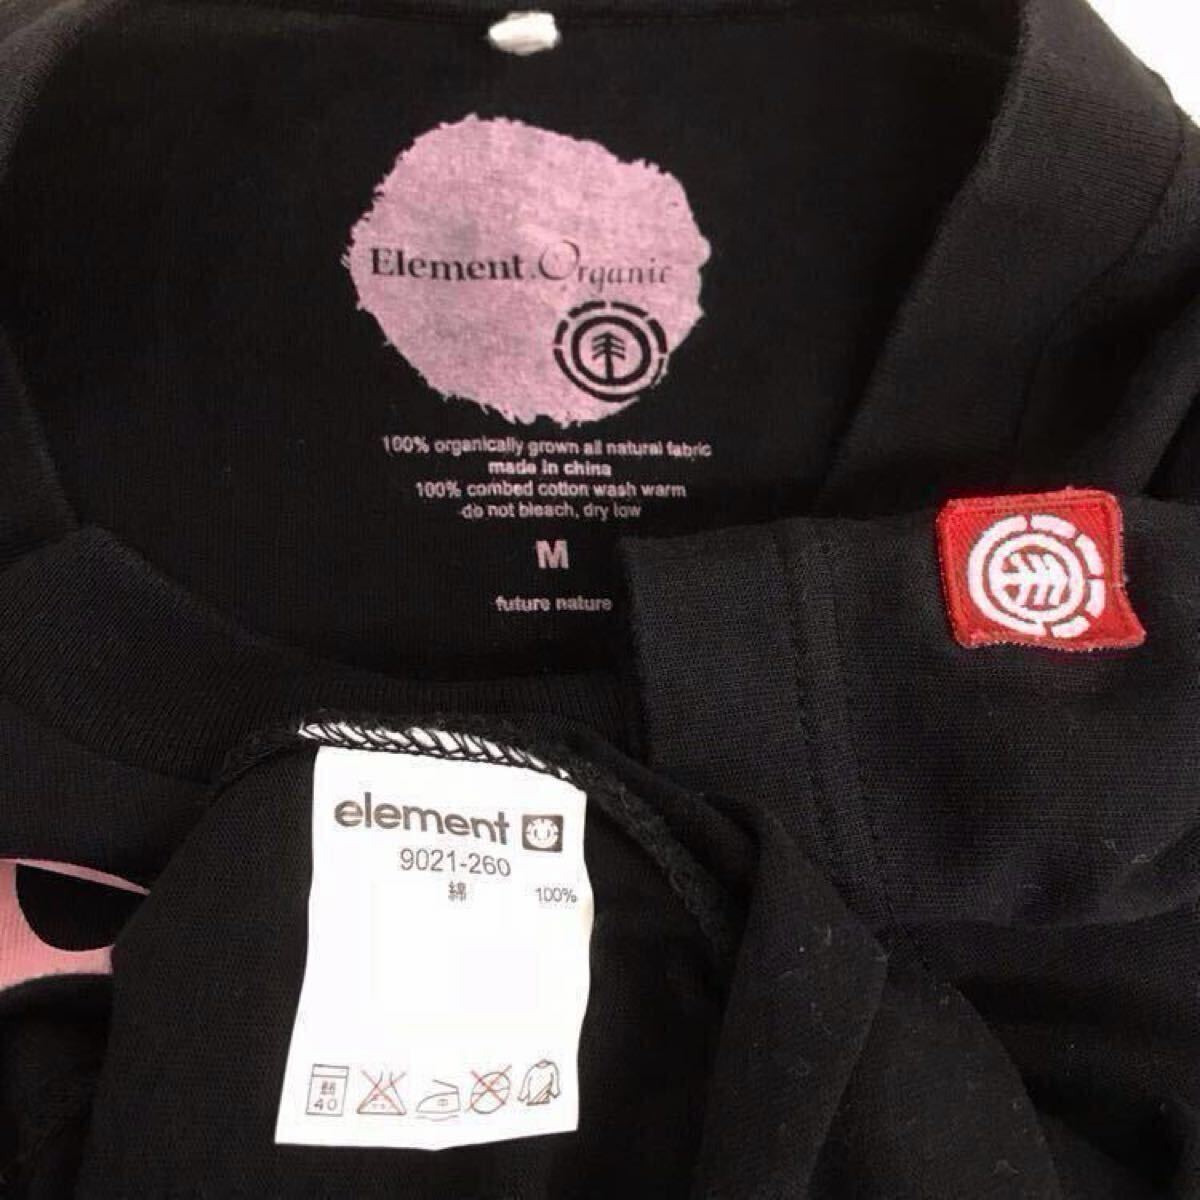 Element.Organic
100% organically grown all natural fabric
made in china
100% combed cotton wash warm
do not bleach, dry low
M
future nature
element
9021-260
綿 100%
40
中